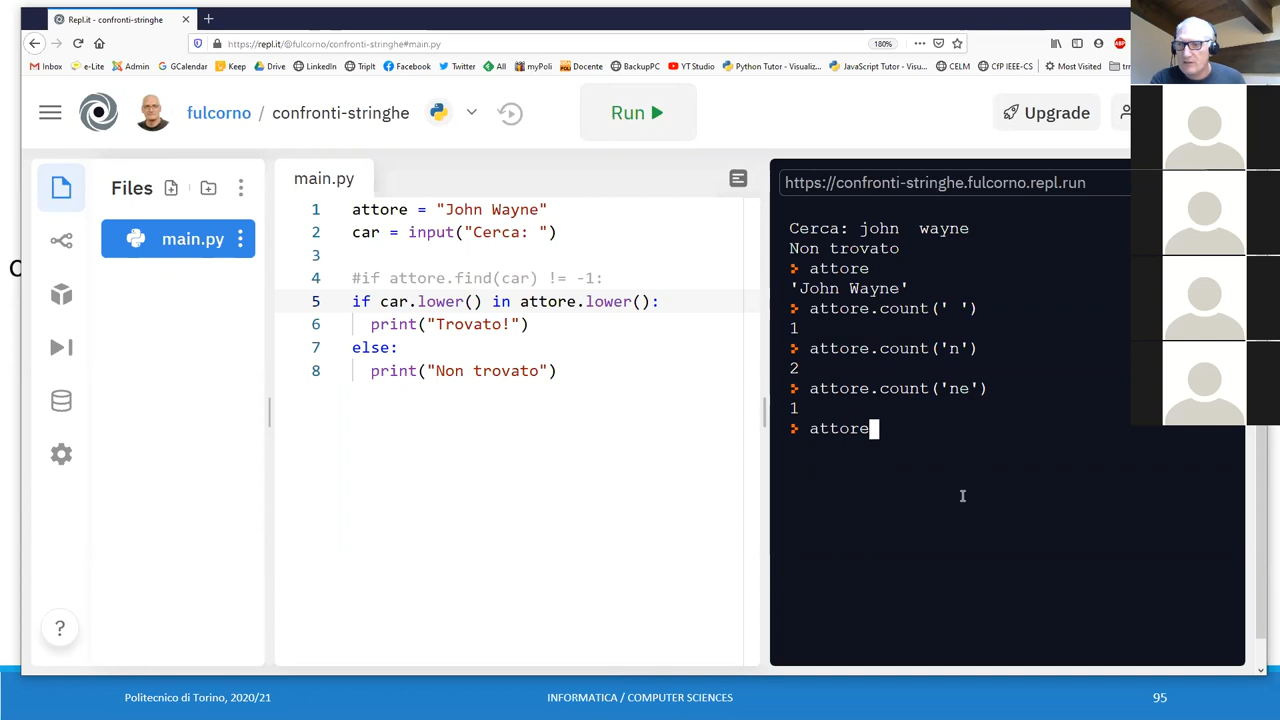 Repl.it - confronti-stringhe
https://repl.it/@fulcorno/confronti-stringhe#main.py
180%
Inbox
e-Lite
Admin
GCalendar
Keep
Drive
LinkedIn
TripIt
Facebook
Twitter
All
myPoli
Docente
BackupPC
YT Studio
Python Tutor - Visualiz...
JavaScript Tutor - Visu...
CELM
CfP IEEE-CS
Most Visited
ABP
fulcorno / confronti-stringhe
Run
Upgrade
Files
main.py
main.py
1 attore = "John Wayne"
2 car = input("Cerca: ")
3
4 #if attore.find(car) != -1:
5 if car.lower() in attore.lower():
6 print("Trovato!")
7 else:
8 print("Non trovato")
https://confronti-stringhe.fulcorno.repl.run
Cerca: john  wayne
Non trovato
attore
'John Wayne'
attore.count(' ')
1
attore.count('n')
2
attore.count('ne')
1
attore
?
Politecnico di Torino, 2020/21
INFORMATICA / COMPUTER SCIENCES
95